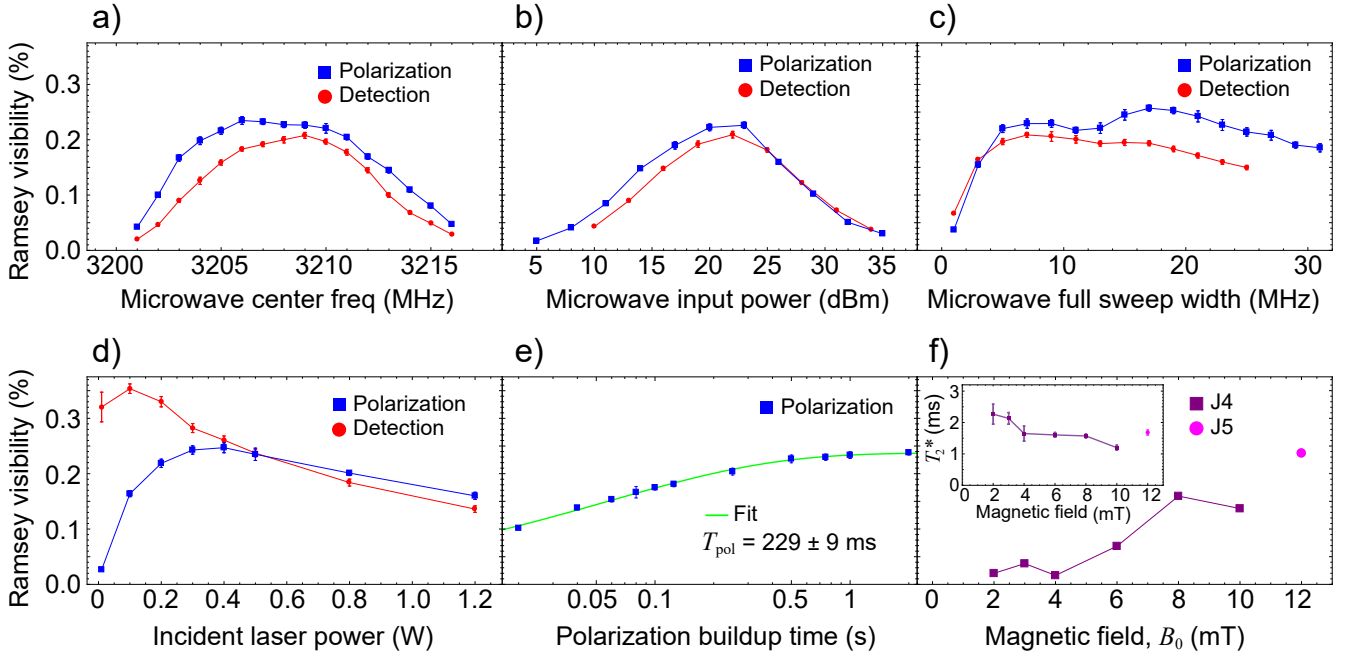 a)
b)
c)
Ramsey visibility (%)
0.3
0.2
0.1
0.0
Polarization
Detection
3200
3205
3210
3215
Microwave center freq (MHz)
Polarization
Detection
5
10
15
20
25
30
35
Microwave input power (dBm)
Polarization
Detection
0
10
20
30
Microwave full sweep width (MHz)
d)
e)
f)
Ramsey visibility (%)
0.3
0.2
0.1
0.0
Polarization
Detection
0
0.2
0.4
0.6
0.8
1.0
1.2
Incident laser power (W)
Polarization
Fit
Tpol = 229 ± 9 ms
0.05
0.1
0.5
1
Polarization buildup time (s)
T2* (ms)
3
2
1
0
0
2
4
6
8
10
12
Magnetic field (mT)
J4
J5
0
2
4
6
8
10
12
Magnetic field, B0 (mT)